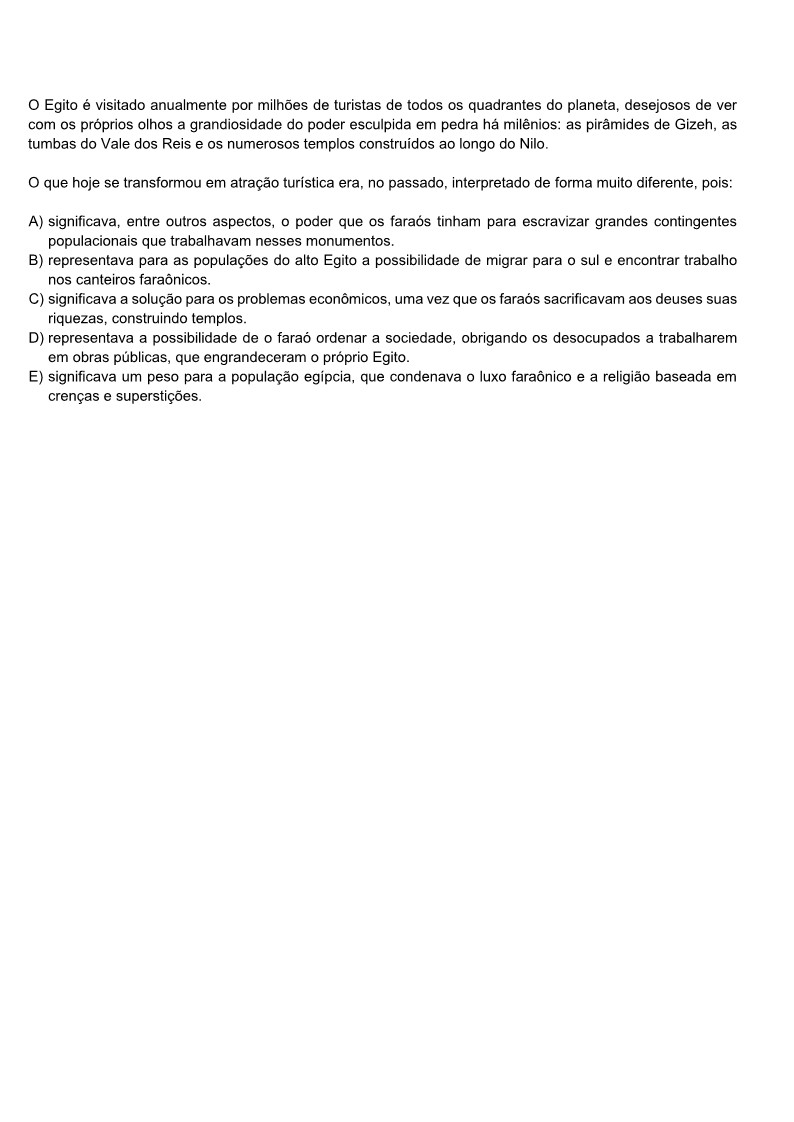 O Egito é visitado anualmente por milhões de turistas de todos os quadrantes do planeta, desejosos de ver
com os próprios olhos a grandiosidade do poder esculpida em pedra há milênios: as pirâmides de Gizeh, as
tumbas do Vale dos Reis e os numerosos templos construídos ao longo do Nilo.
O que hoje se transformou em atração turística era, no passado, interpretado de forma muito diferente, pois:
A) significava, entre outros aspectos, o poder que os faraós tinham para escravizar grandes contingentes
populacionais que trabalhavam nesses monumentos.
B) representava para as populações do alto Egito a possibilidade de migrar para o sul e encontrar trabalho
nos canteiros faraônicos.
C) significava a solução para os problemas econômicos, uma vez que os faraós sacrificavam aos deuses suas
riquezas, construindo templos.
D) representava a possibilidade de o faraó ordenar a sociedade, obrigando os desocupados a trabalharem
em obras públicas, que engrandeceram o próprio Egito.
E) significava um peso para a população egípcia, que condenava o luxo faraônico e a religião baseada em
crenças e superstições.